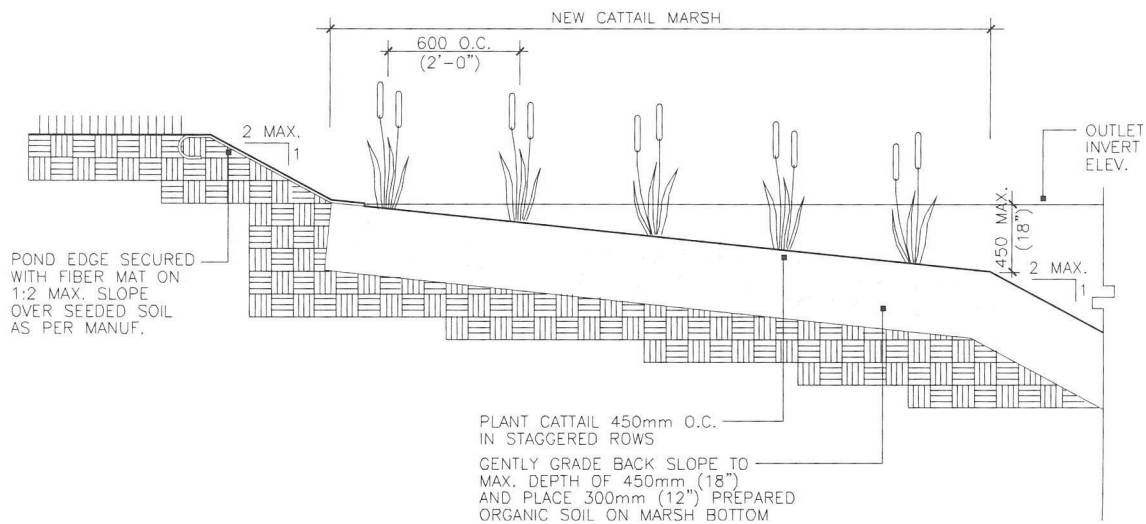 NEW CATTAIL MARSH
600 O.C.
(2'-0")
2 MAX.
1
OUTLET
INVERT
ELEV.
450 MAX.
(18")
2 MAX.
1
POND EDGE SECURED
WITH FIBER MAT ON
1:2 MAX. SLOPE
OVER SEEDED SOIL
AS PER MANUF.
PLANT CATTAIL 450mm O.C.
IN STAGGERED ROWS
GENTLY GRADE BACK SLOPE TO
MAX. DEPTH OF 450mm (18")
AND PLACE 300mm (12") PREPARED
ORGANIC SOIL ON MARSH BOTTOM